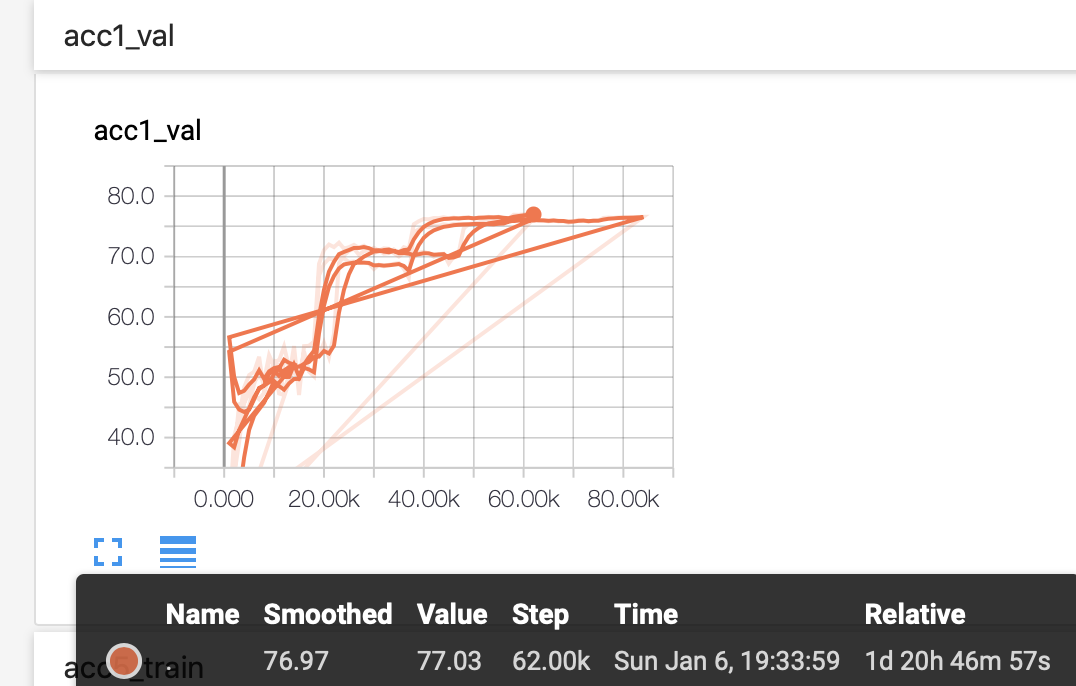 acc1_val
acc1_val
80.0
70.0
60.0
50.0
40.0
0.000 20.00k 40.00k 60.00k 80.00k
Name Smoothed Value Step Time Relative
. 76.97 77.03 62.00k Sun Jan 6, 19:33:59 1d 20h 46m 57s
acc5_train